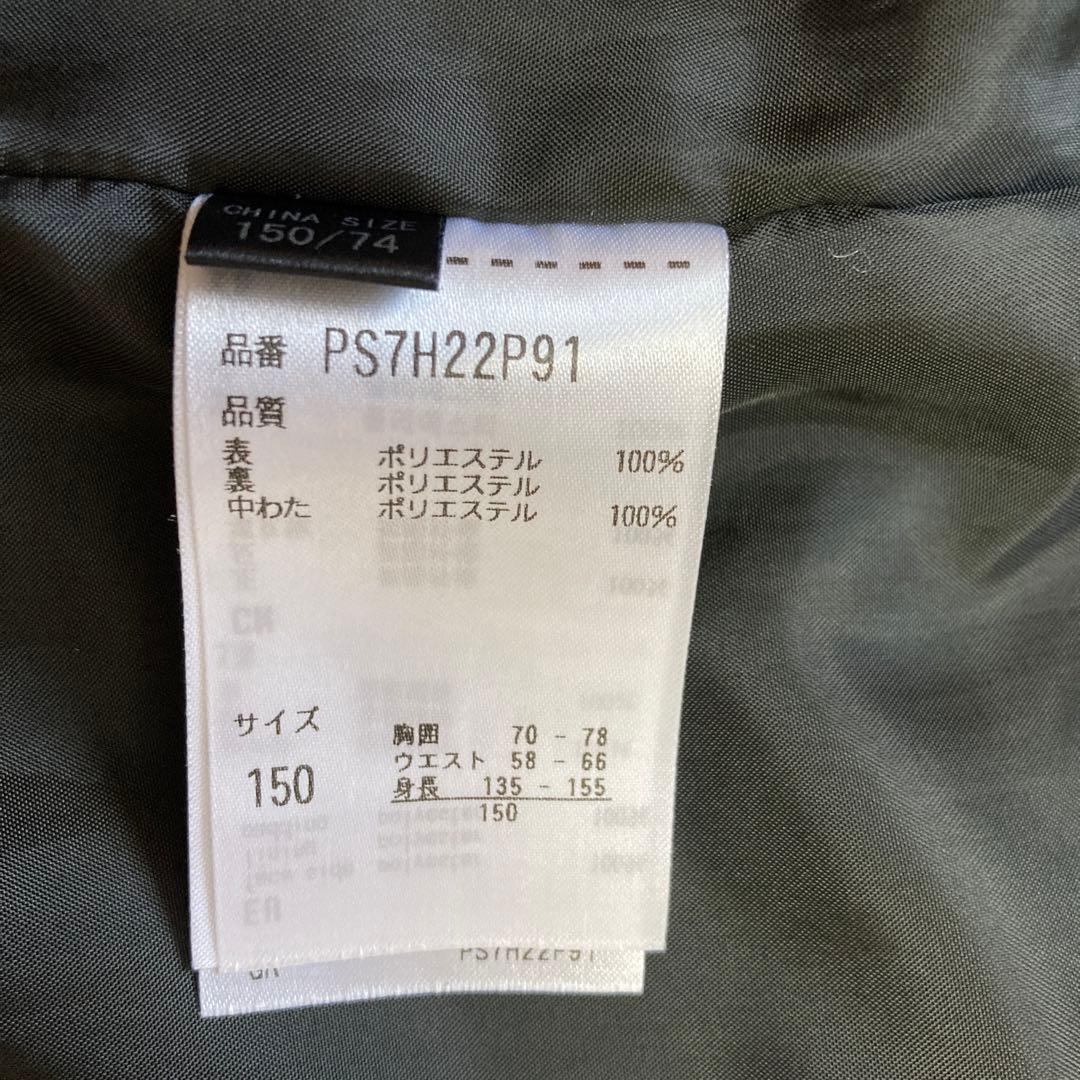 CHINA SIZE
150/74
品番 PS7H22P91
品質
表 ポリエステル 100%
裏 ポリエステル
中わた ポリエステル 100%
サイズ
150
胸囲 70 - 78
ウエスト 58 - 66
身長 135 - 155
150
PS7H22P91